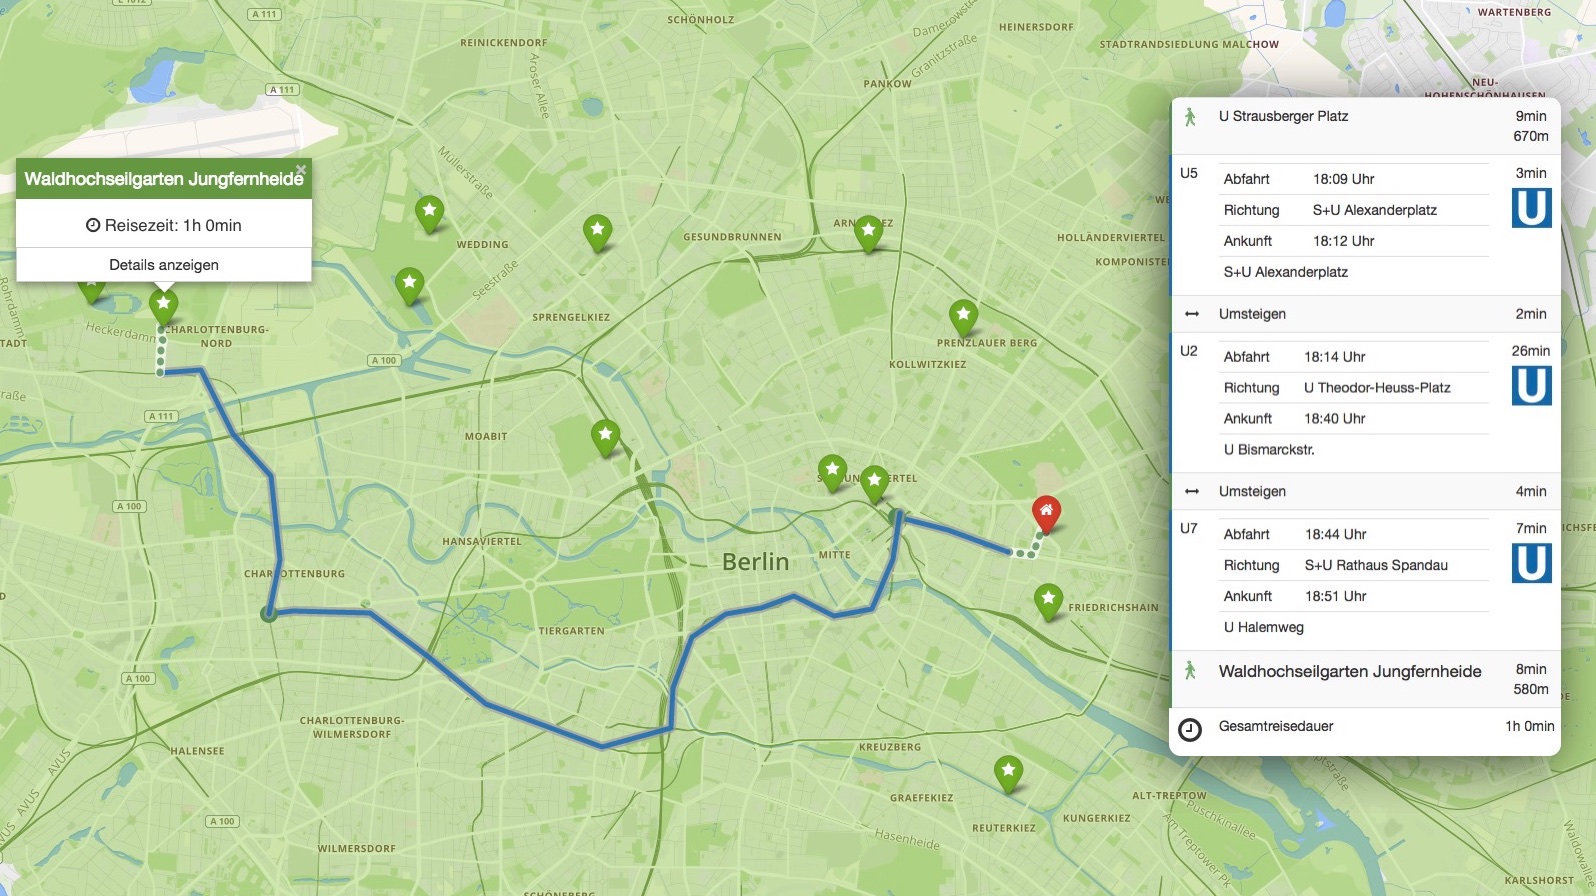 A 111
SCHÖNHOLZ
Damerowstraße
HEINERSDORF
WARTENBERG
REINICKENDORF
Granitzstraße
STADTRANDSIEDLUNG MALCHOW
Aroser Allee
PANKOW
NEU-
HOHENSCHÖNHAUSEN
A 111
Müllerstraße
Waldhochseilgarten Jungfernheide
×
Reisezeit: 1h 0min
Details anzeigen
WEDDING
GESUNDBRUNNEN
HOLLÄNDERVIERTEL
Seestraße
Rohrdamm
Heckerdamm
CHARLOTTENBURG-
NORD
SPRENGELKIEZ
PRENZLAUER BERG
KOLLWITZKIEZ
A 100
A 111
MOABIT
A 100
HANSAVIERTEL
Berlin
MITTE
CHARLOTTENBURG
FRIEDRICHSHAIN
TIERGARTEN
A 100
CHARLOTTENBURG-
WILMERSDORF
HALENSEE
AVUS
AVUS
KREUZBERG
GRAEFEKIEZ
ALT-TREPTOW
Puschkinallee
Am Treptower Pk
A 100
REUTERKIEZ
KUNGERKIEZ
Hasenheide
WILMERSDORF
SCHÖNEBERG
KARLSHORST
U Strausberger Platz 9min
670m
U5 3min
Abfahrt 18:09 Uhr
U
Richtung S+U Alexanderplatz
Ankunft 18:12 Uhr
S+U Alexanderplatz
Umsteigen 2min
U2 26min
Abfahrt 18:14 Uhr
U
Richtung U Theodor-Heuss-Platz
Ankunft 18:40 Uhr
U Bismarckstr.
Umsteigen 4min
U7 7min
Abfahrt 18:44 Uhr
U
Richtung S+U Rathaus Spandau
Ankunft 18:51 Uhr
U Halemweg
Waldhochseilgarten Jungfernheide 8min
580m
Gesamtreisedauer 1h 0min